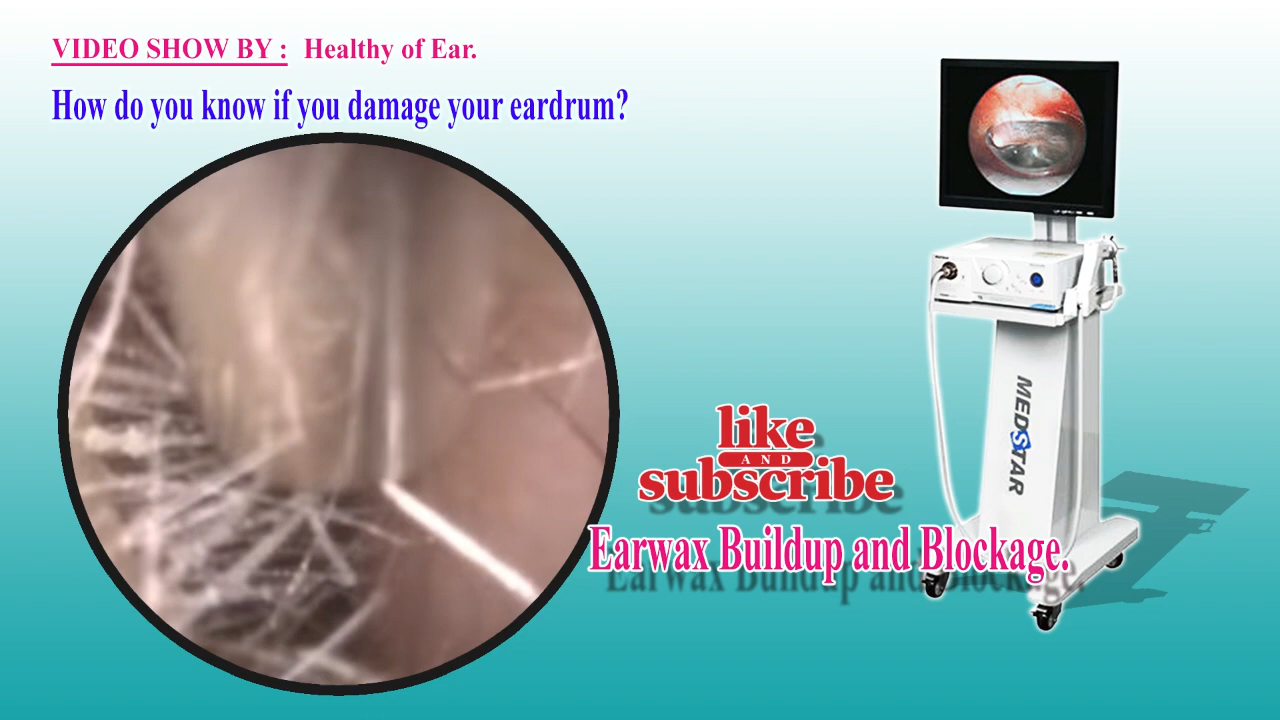 VIDEO SHOW BY : Healthy of Ear.
How do you know if you damage your eardrum?
like
AND
subscribe
Earwax Buildup and Blockage.
MEDSTAR